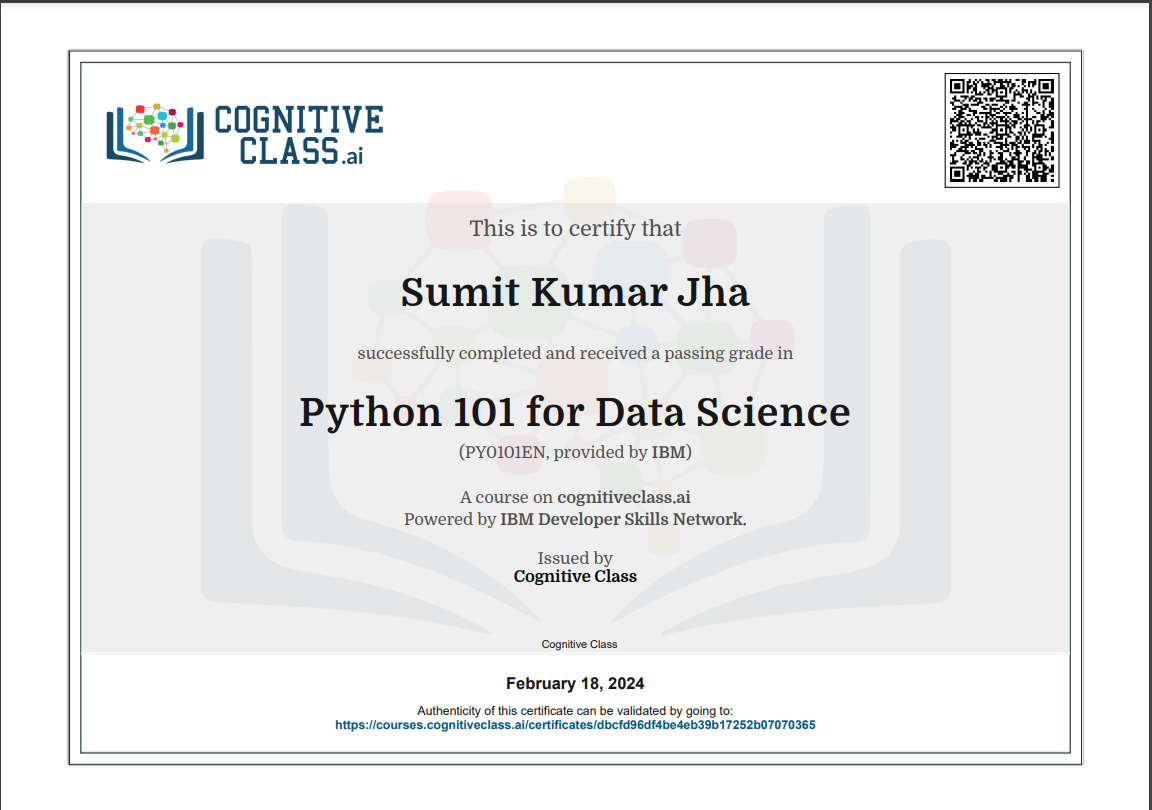 COGNITIVE
CLASS.ai
This is to certify that
Sumit Kumar Jha
successfully completed and received a passing grade in
Python 101 for Data Science
(PY0101EN, provided by IBM)
A course on cognitiveclass.ai
Powered by IBM Developer Skills Network.
Issued by
Cognitive Class
Cognitive Class
February 18, 2024
Authenticity of this certificate can be validated by going to:
https://courses.cognitiveclass.ai/certificates/dbcfd96df4be4eb39b17252b07070365